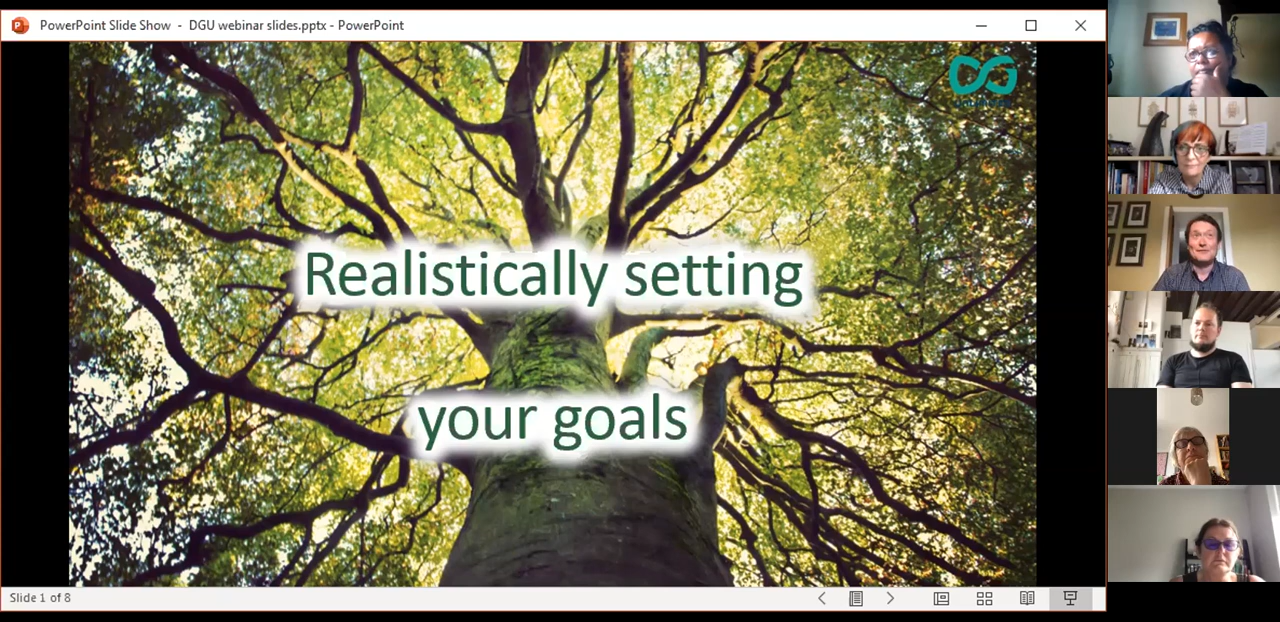 PowerPoint Slide Show - DGU webinar slides.pptx - PowerPoint
Realistically setting
your goals
Slide 1 of 8